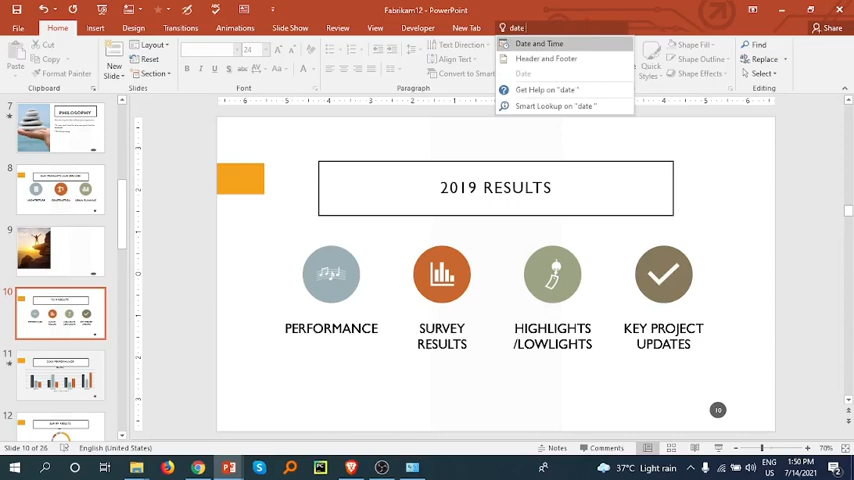 Fabrikam12 - PowerPoint
File
Home
Insert
Design
Transitions
Animations
Slide Show
Review
View
Developer
New Tab
date
Share
Paste
Cut
Copy
Format Painter
Clipboard
New Slide
Layout
Reset
Section
Slides
Font
Text Direction
Align Text
Convert to Smart
Paragraph
Date and Time
Header and Footer
Date
Get Help on "date "
Smart Lookup on "date "
Quick Styles
Shape Fill
Shape Outline
Shape Effects
Find
Replace
Select
Editing
7
PHILOSOPHY
8
9
10
2019 RESULTS
11
12
2019 RESULTS
PERFORMANCE
SURVEY
RESULTS
HIGHLIGHTS
/LOWLIGHTS
KEY PROJECT
UPDATES
10
Slide 10 of 26
English (United States)
Notes
Comments
70%
37°C Light rain
ENG
US
1:50 PM
7/14/2021